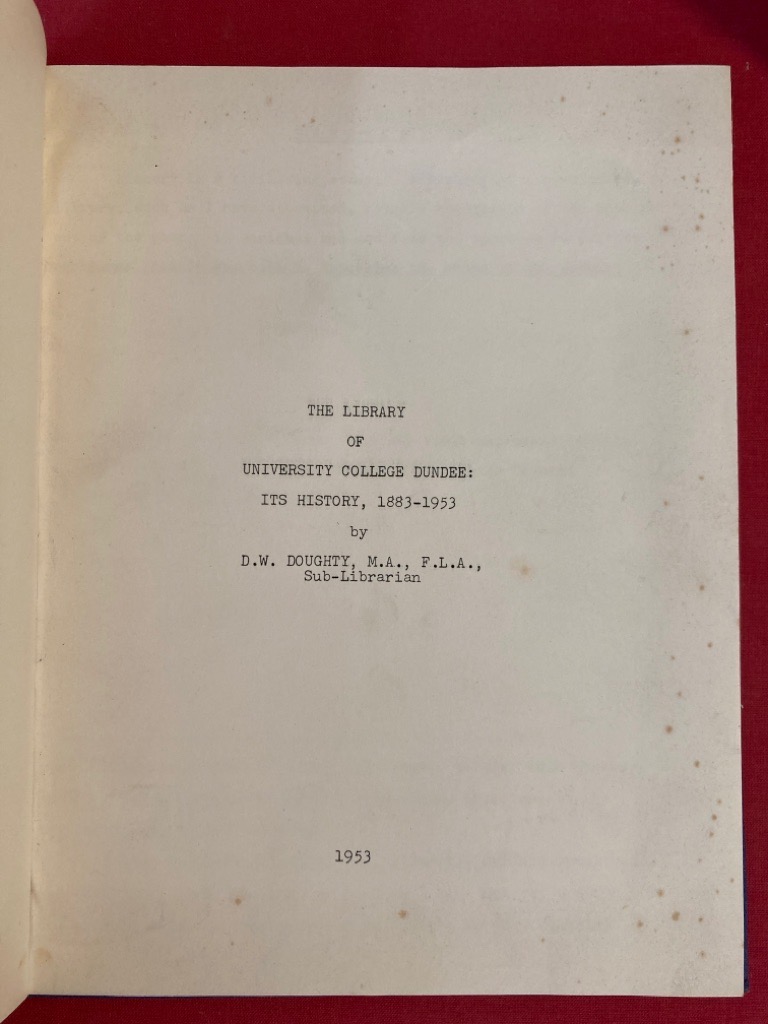 THE LIBRARY
OF
UNIVERSITY COLLEGE DUNDEE:
ITS HISTORY, 1883-1953
by
D.W. DOUGHTY, M.A., F.L.A.,
Sub-Librarian
1953